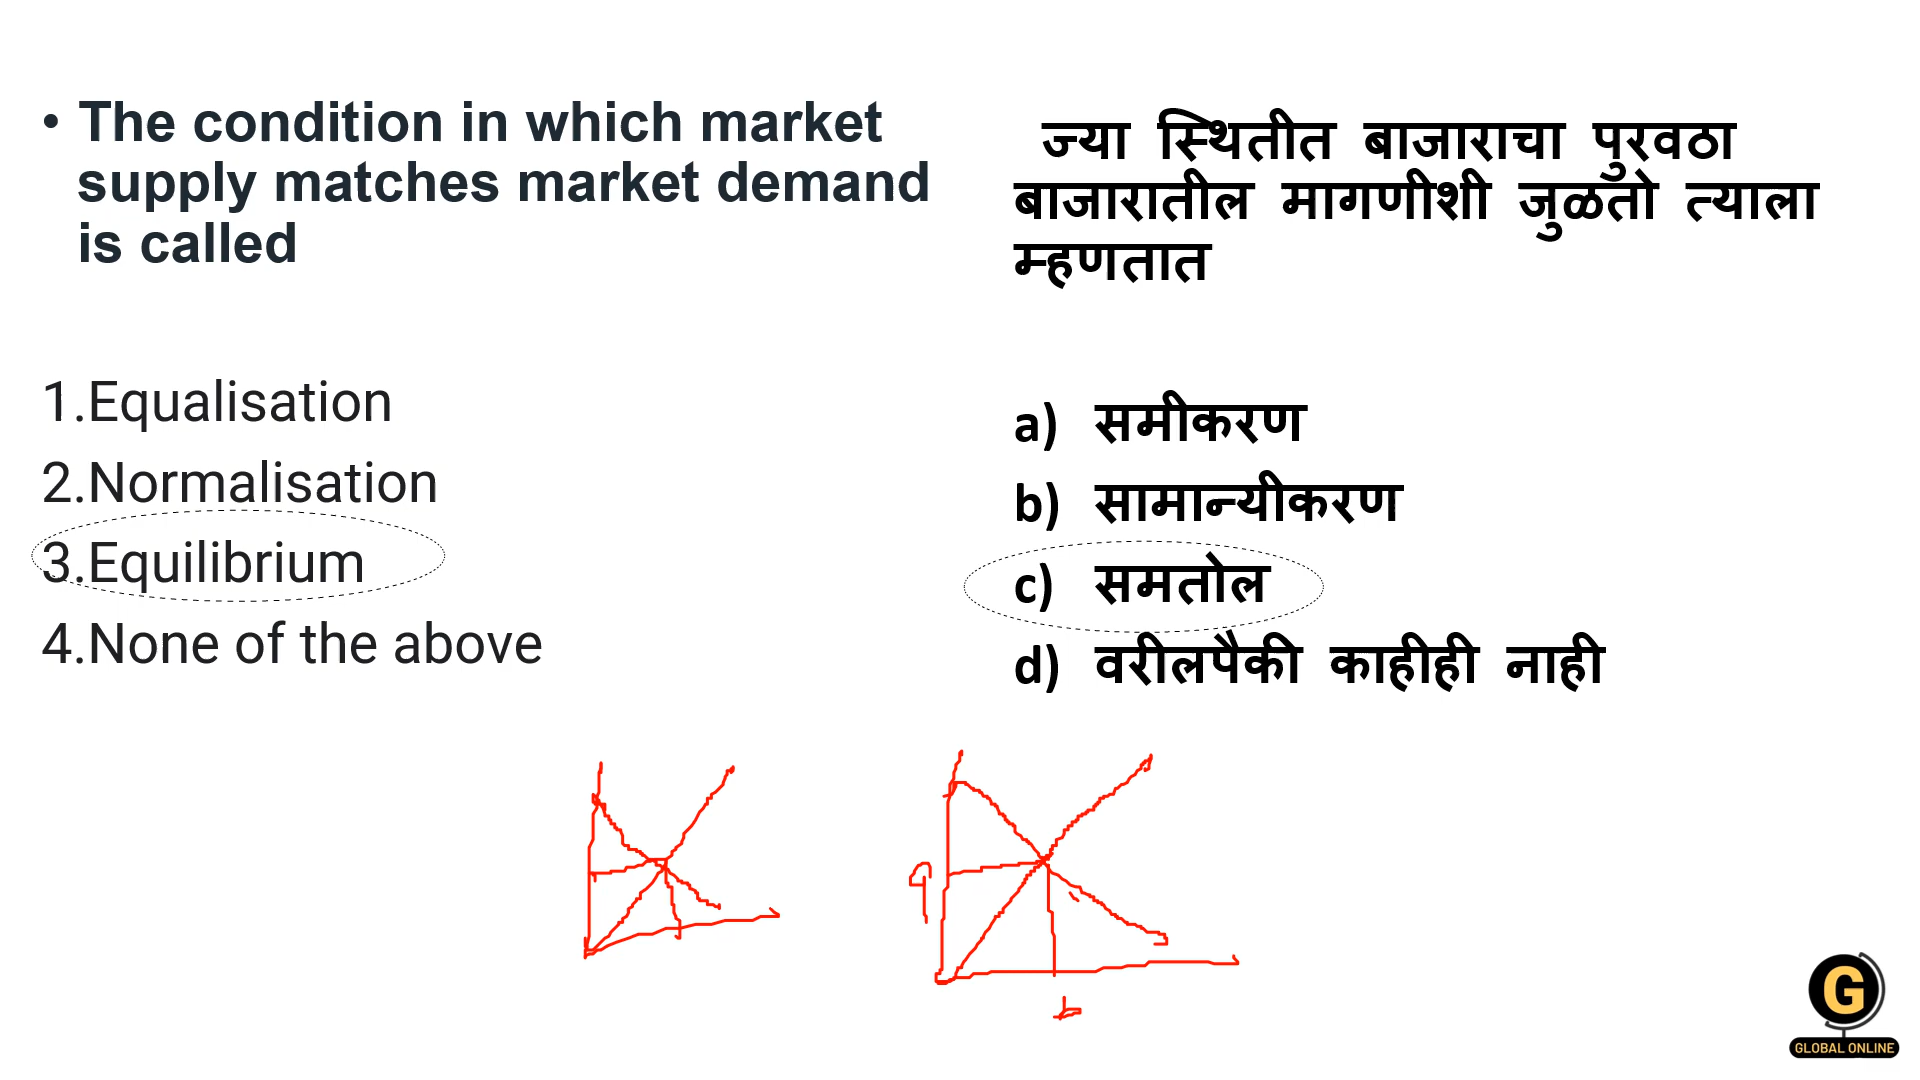 • The condition in which market
supply matches market demand
is called
1.Equalisation
2.Normalisation
3.Equilibrium
4.None of the above
ज्या स्थितीत बाजाराचा पुरवठा
बाजारातील मागणीशी जुळतो त्याला
म्हणतात
a) समीकरण
b) सामान्यीकरण
c) समतोल
d) वरीलपैकी काहीही नाही
G
GLOBAL ONLINE